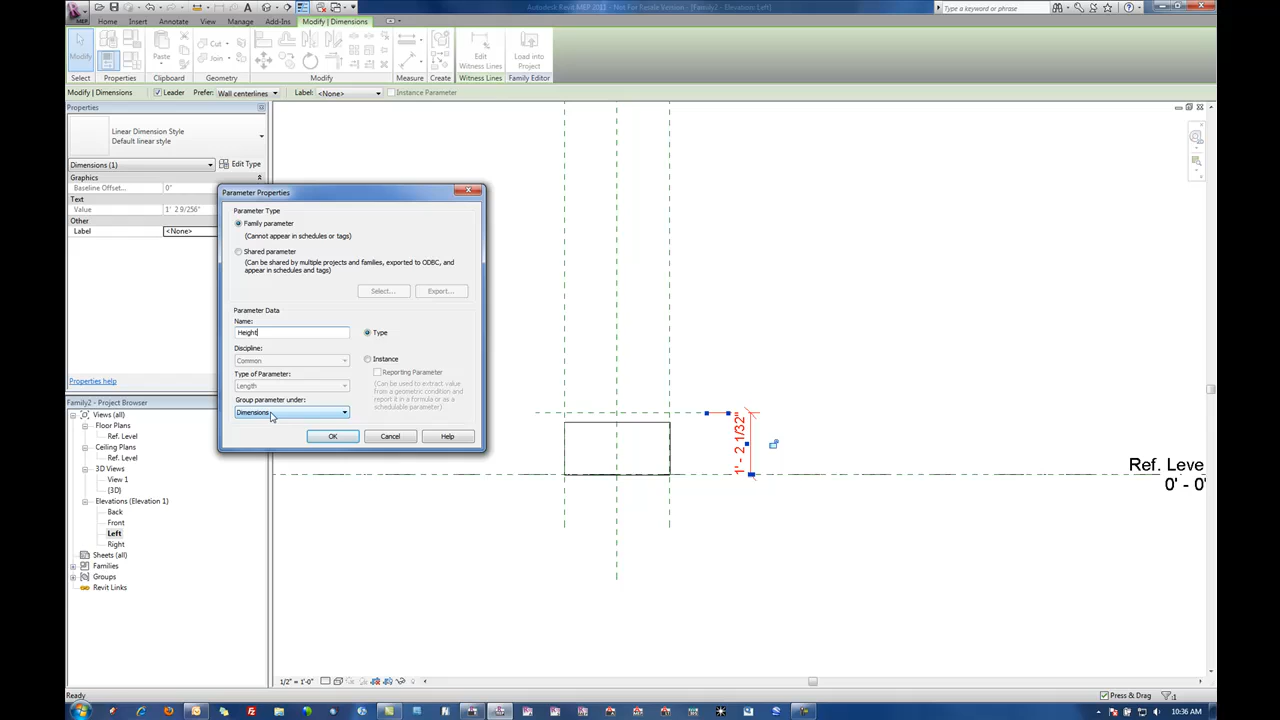 Autodesk Revit MEP 2011 - Not For Resale Version - [Family2 - Elevation: Left]
Type a keyword or phrase
MEP
Home Insert Annotate View Manage Add-Ins Modify | Dimensions
Modify
Paste
Cut
Join
Edit Witness Lines
Load into Project
Select Properties Clipboard Geometry Modify Measure Create Witness Lines Family Editor
Modify | Dimensions Leader Prefer: Wall centerlines Label: <None> Instance Parameter
Properties
Linear Dimension Style
Default linear style
Dimensions (1) Edit Type
Graphics
Baseline Offset... 0"
Text
Value 1' 2 9/256"
Other
Label <None>
Properties help
Parameter Properties
Parameter Type
Family parameter
(Cannot appear in schedules or tags)
Shared parameter
(Can be shared by multiple projects and families, exported to ODBC, and
appear in schedules and tags)
Select... Export...
Parameter Data
Name:
Height
Type
Discipline:
Common
Instance
Reporting Parameter
(Can be used to extract value
from a geometric condition and
report it in a formula or as a
schedulable parameter)
Type of Parameter:
Length
Group parameter under:
Dimensions
OK Cancel Help
Family2 - Project Browser
Views (all)
Floor Plans
Ref. Level
Ceiling Plans
Ref. Level
3D Views
View 1
{3D}
Elevations (Elevation 1)
Back
Front
Left
Right
Sheets (all)
Families
Groups
Revit Links
1' - 2 1/32"
Ref. Leve
0' - 0'
1/2" = 1'-0"
Ready
Press & Drag :1
10:36 AM